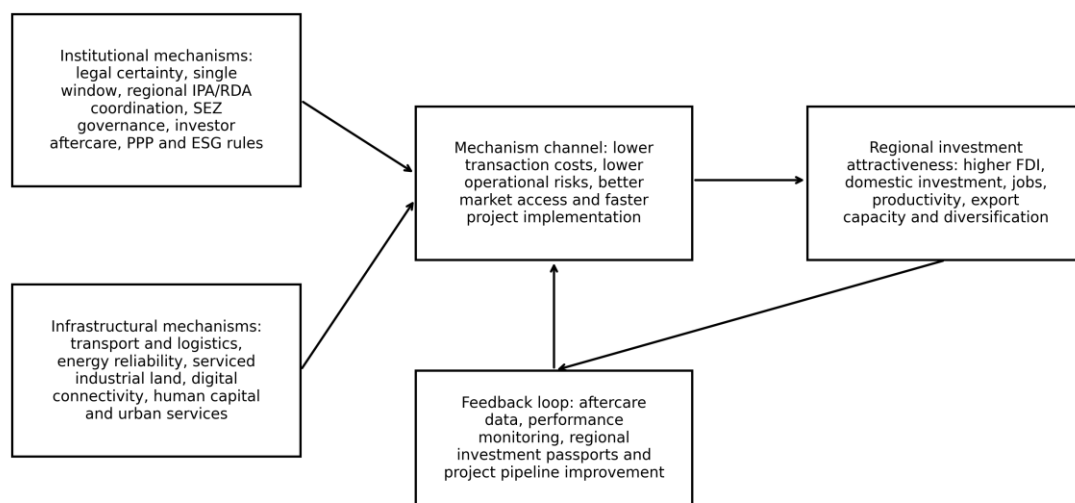 Institutional mechanisms:
legal certainty, single
window, regional IPA/RDA
coordination, SEZ
governance, investor
aftercare, PPP and ESG rules
Infrastructural mechanisms:
transport and logistics,
energy reliability, serviced
industrial land, digital
connectivity, human capital
and urban services
Mechanism channel: lower
transaction costs, lower
operational risks, better
market access and faster
project implementation
Regional investment
attractiveness: higher FDI,
domestic investment, jobs,
productivity, export
capacity and diversification
Feedback loop: aftercare
data, performance
monitoring, regional
investment passports and
project pipeline improvement